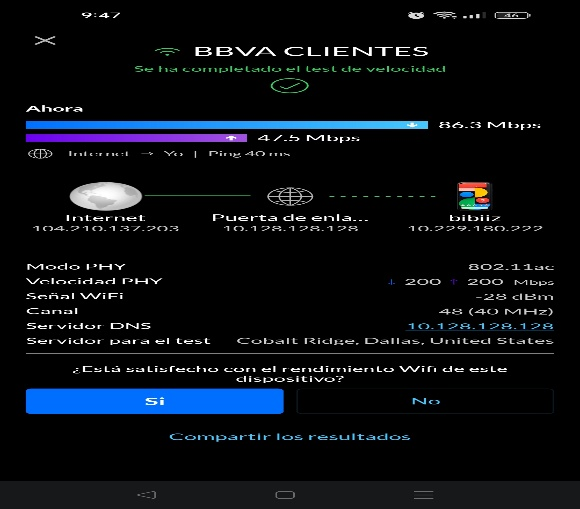 9:47
46
BBVA CLIENTES
Se ha completado el test de velocidad
Ahora
86.3 Mbps
47.5 Mbps
Internet → Yo | Ping 40 ms
Internet Puerta de enla... bibiiz
104.210.137.203 10.128.128.128 10.229.180.222
Modo PHY 802.11ac
Velocidad PHY ↓ 200 ↑ 200 Mbps
Señal WiFi -28 dBm
Canal 48 (40 MHz)
Servidor DNS 10.128.128.128
Servidor para el test Cobalt Ridge, Dallas, United States
¿Está satisfecho con el rendimiento Wifi de este
dispositivo?
Sí No
Compartir los resultados